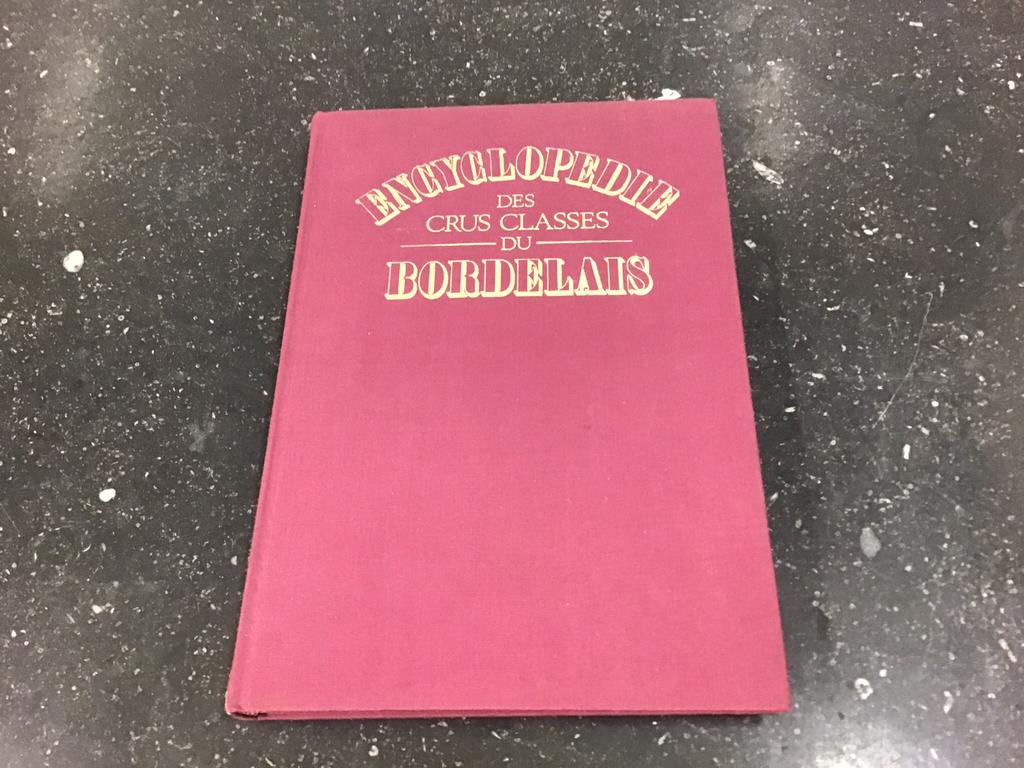 ENCYCLOPEDIE
DES
CRUS CLASSES
DU
BORDELAIS